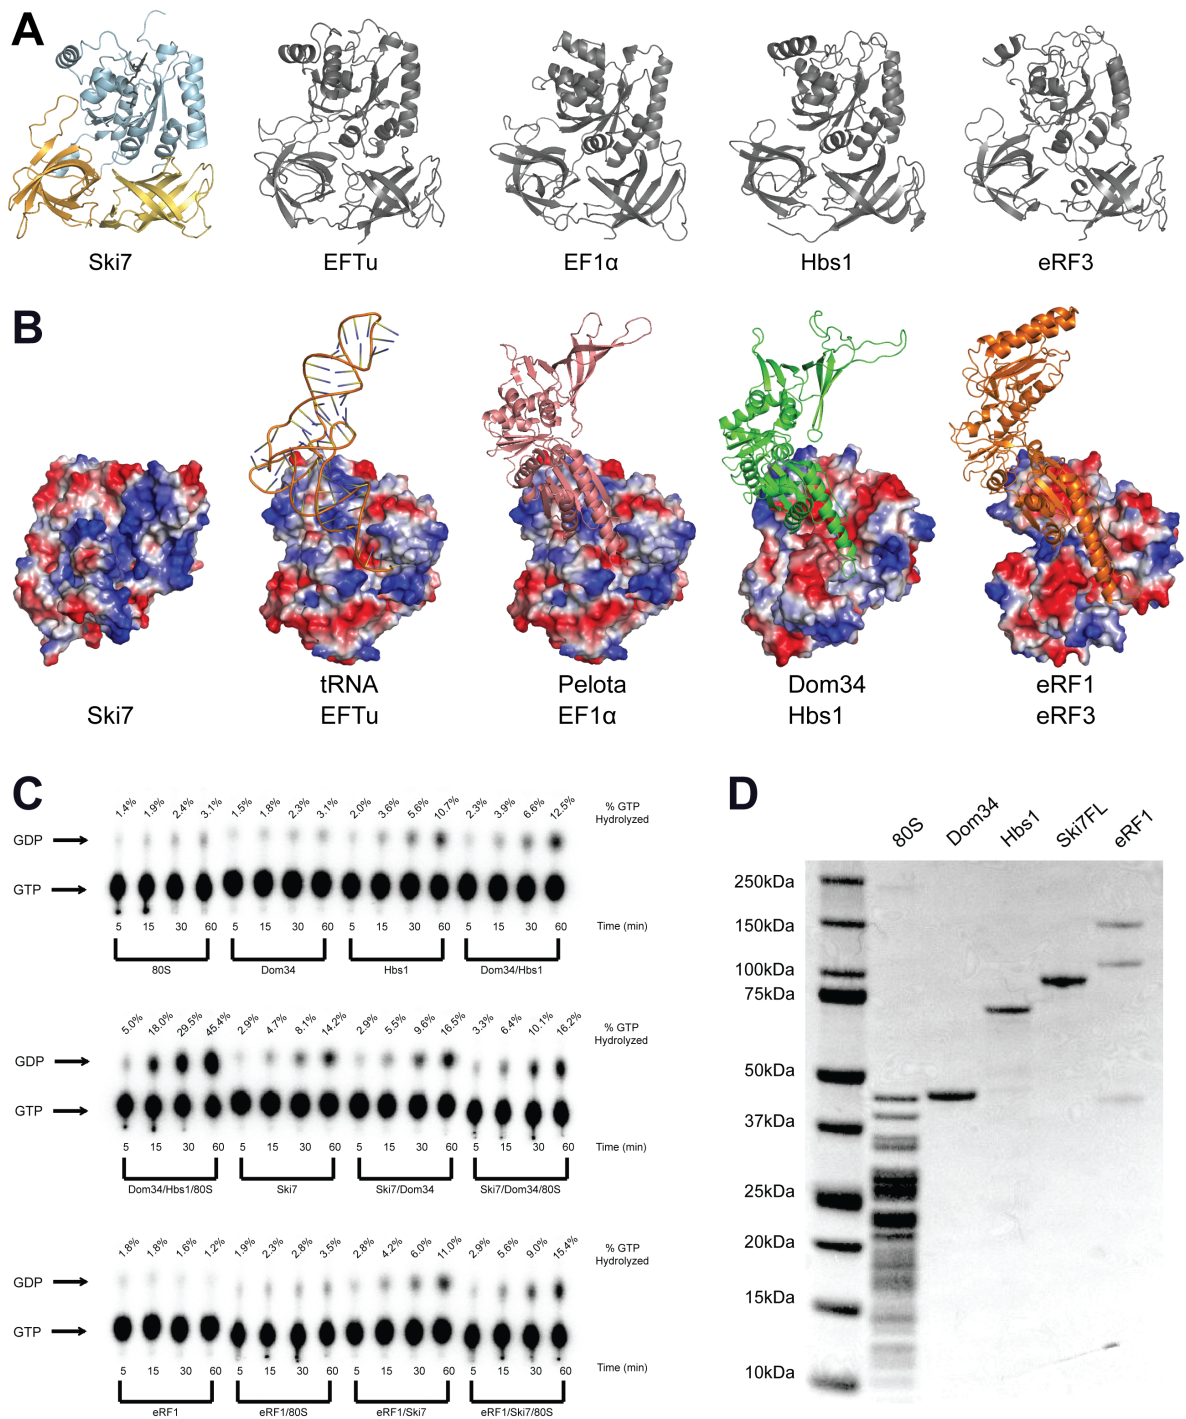 A
Ski7 EFTu EF1α Hbs1 eRF3
B
tRNA Pelota Dom34 eRF1
Ski7 EFTu EF1α Hbs1 eRF3
C
1.4% 1.9% 2.4% 3.1% 1.5% 1.8% 2.3% 3.1% 2.0% 3.6% 5.6% 10.7% 2.3% 3.9% 6.6% 12.5% % GTP
Hydrolyzed
GDP
GTP
5 15 30 60 5 15 30 60 5 15 30 60 5 15 30 60 Time (min)
80S Dom34 Hbs1 Dom34/Hbs1
5.0% 18.0% 29.5% 45.4% 2.9% 4.7% 8.1% 14.2% 2.9% 5.5% 9.6% 16.5% 3.3% 6.4% 10.1% 16.2% % GTP
Hydrolyzed
GDP
GTP
5 15 30 60 5 15 30 60 5 15 30 60 5 15 30 60 Time (min)
Dom34/Hbs1/80S Ski7 Ski7/Dom34 Ski7/Dom34/80S
1.8% 1.8% 1.6% 1.2% 1.9% 2.3% 2.8% 3.5% 2.8% 4.2% 6.0% 11.0% 2.9% 5.6% 9.0% 15.4% % GTP
Hydrolyzed
GDP
GTP
5 15 30 60 5 15 30 60 5 15 30 60 5 15 30 60 Time (min)
eRF1 eRF1/80S eRF1/Ski7 eRF1/Ski7/80S
D
80S Dom34 Hbs1 Ski7FL eRF1
250kDa
150kDa
100kDa
75kDa
50kDa
37kDa
25kDa
20kDa
15kDa
10kDa